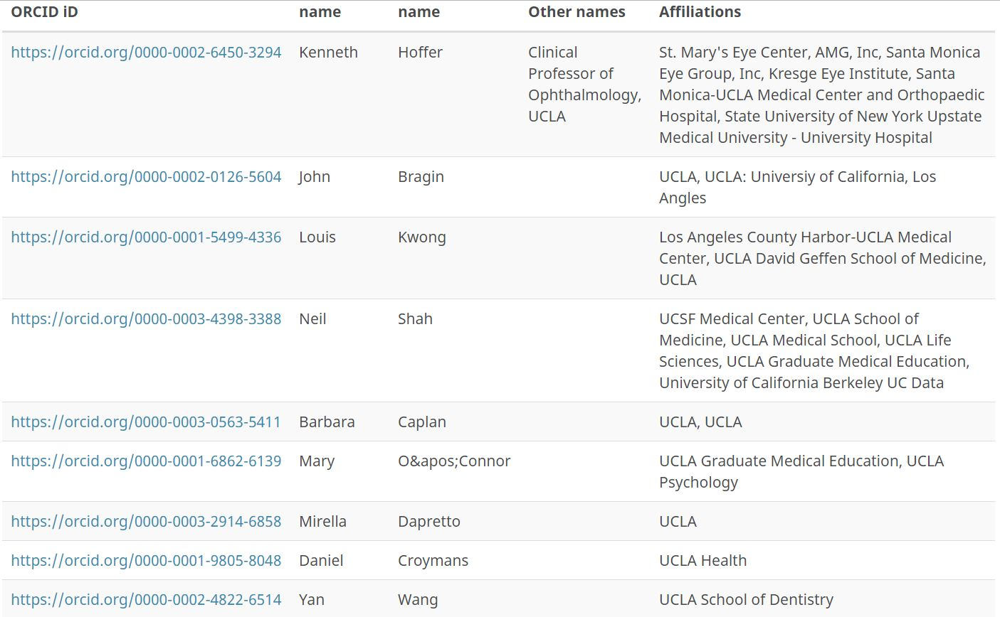 ORCID iD name name Other names Affiliations
https://orcid.org/0000-0002-6450-3294 Kenneth Hoffer Clinical St. Mary's Eye Center, AMG, Inc, Santa Monica
Professor of Eye Group, Inc, Kresge Eye Institute, Santa
Ophthalmology, Monica-UCLA Medical Center and Orthopaedic
UCLA Hospital, State University of New York Upstate
Medical University - University Hospital
https://orcid.org/0000-0002-0126-5604 John Bragin UCLA, UCLA: Universiy of California, Los
Angles
https://orcid.org/0000-0001-5499-4336 Louis Kwong Los Angeles County Harbor-UCLA Medical
Center, UCLA David Geffen School of Medicine,
UCLA
https://orcid.org/0000-0003-4398-3388 Neil Shah UCSF Medical Center, UCLA School of
Medicine, UCLA Medical School, UCLA Life
Sciences, UCLA Graduate Medical Education,
University of California Berkeley UC Data
https://orcid.org/0000-0003-0563-5411 Barbara Caplan UCLA, UCLA
https://orcid.org/0000-0001-6862-6139 Mary O&apos;Connor UCLA Graduate Medical Education, UCLA
Psychology
https://orcid.org/0000-0003-2914-6858 Mirella Dapretto UCLA
https://orcid.org/0000-0001-9805-8048 Daniel Croymans UCLA Health
https://orcid.org/0000-0002-4822-6514 Yan Wang UCLA School of Dentistry